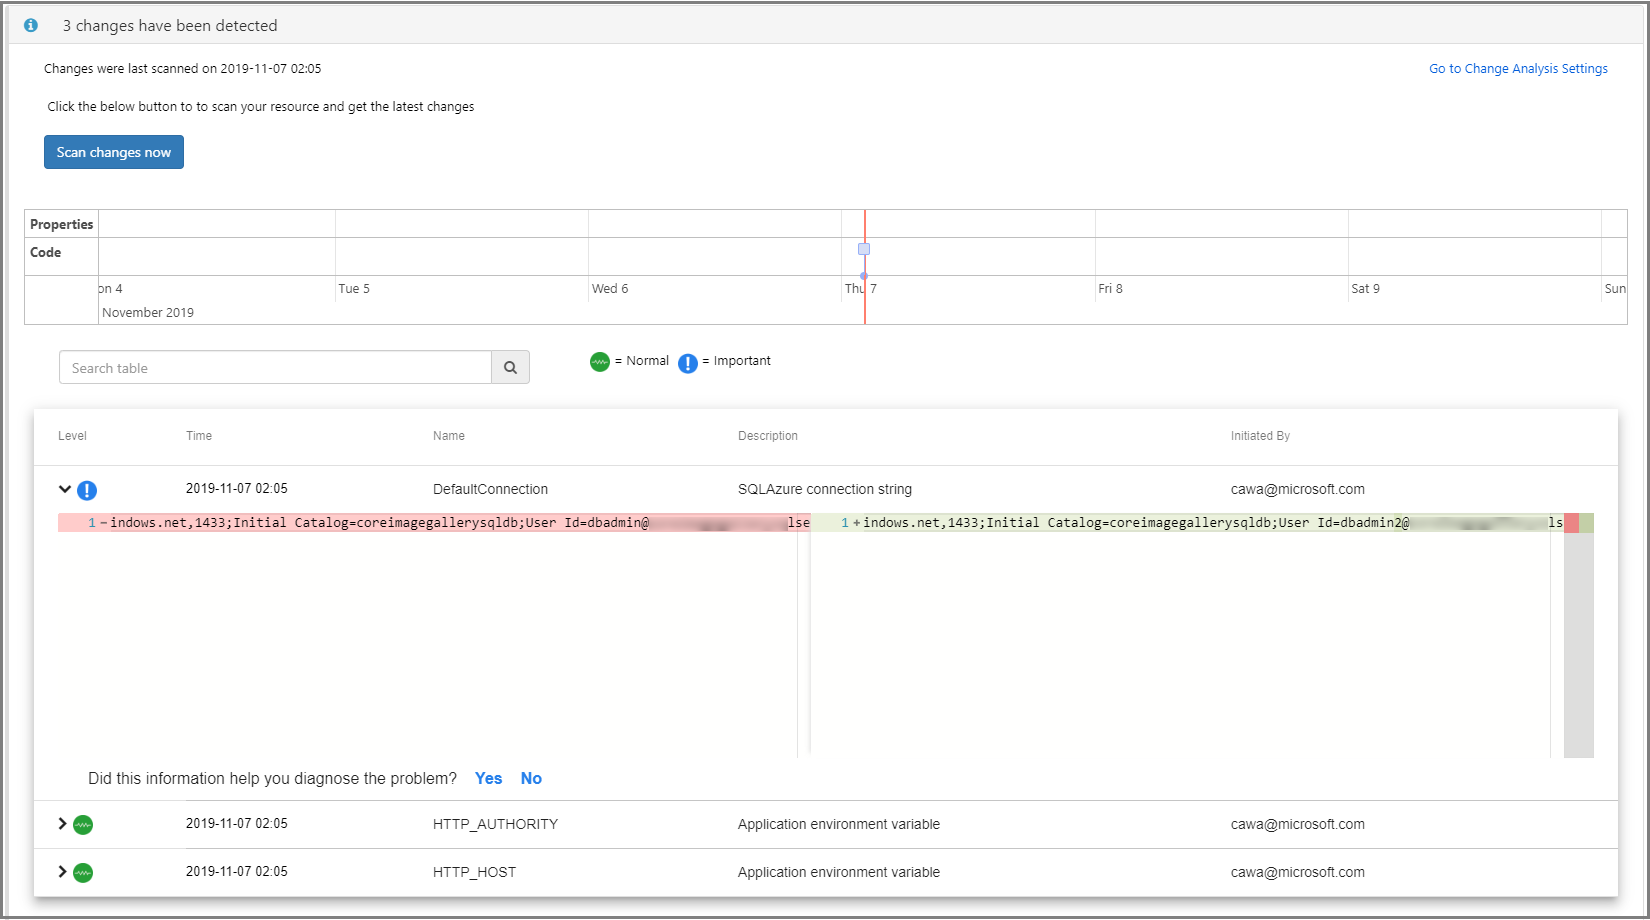 3 changes have been detected
Changes were last scanned on 2019-11-07 02:05
Go to Change Analysis Settings
Click the below button to to scan your resource and get the latest changes
Scan changes now
Properties
Code
on 4 Tue 5 Wed 6 Thu 7 Fri 8 Sat 9 Sun
November 2019
Search table
= Normal = Important
Level Time Name Description Initiated By
2019-11-07 02:05 DefaultConnection SQLAzure connection string cawa@microsoft.com
1 - indows.net,1433;Initial Catalog=coreimagegallerysqldb;User Id=dbadmin@ lse
1 + indows.net,1433;Initial Catalog=coreimagegallerysqldb;User Id=dbadmin2@ ls
Did this information help you diagnose the problem? Yes No
2019-11-07 02:05 HTTP_AUTHORITY Application environment variable cawa@microsoft.com
2019-11-07 02:05 HTTP_HOST Application environment variable cawa@microsoft.com